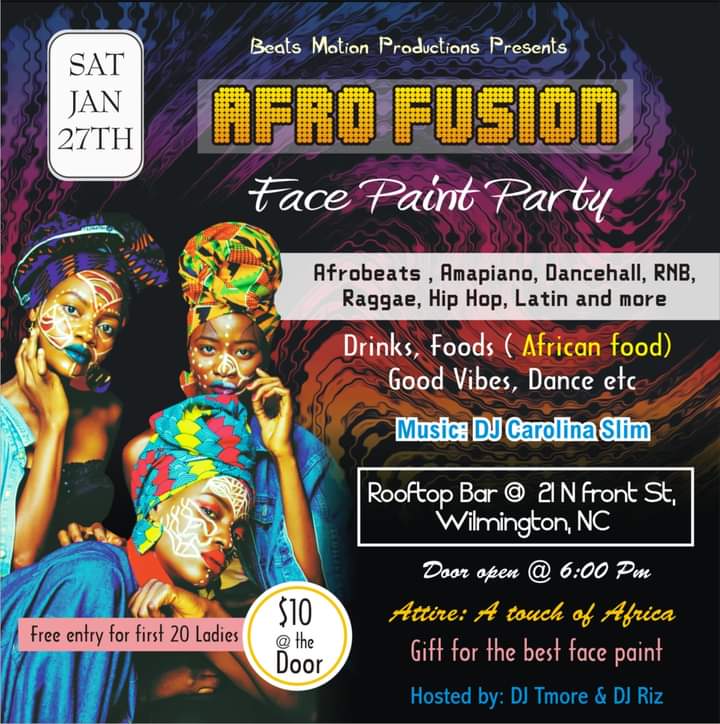 SAT
JAN
27TH
Beats Motion Productions Presents
AFRO FUSION
Face Paint Party
Afrobeats , Amapiano, Dancehall, RNB,
Raggae, Hip Hop, Latin and more
Drinks, Foods ( African food)
Good Vibes, Dance etc
Music: DJ Carolina Slim
Rooftop Bar @ 21 N front St,
Wilmington, NC
Door open @ 6:00 Pm
Attire: A touch of Africa
Gift for the best face paint
Hosted by: DJ Tmore & DJ Riz
Free entry for first 20 Ladies
$10
@ the
Door